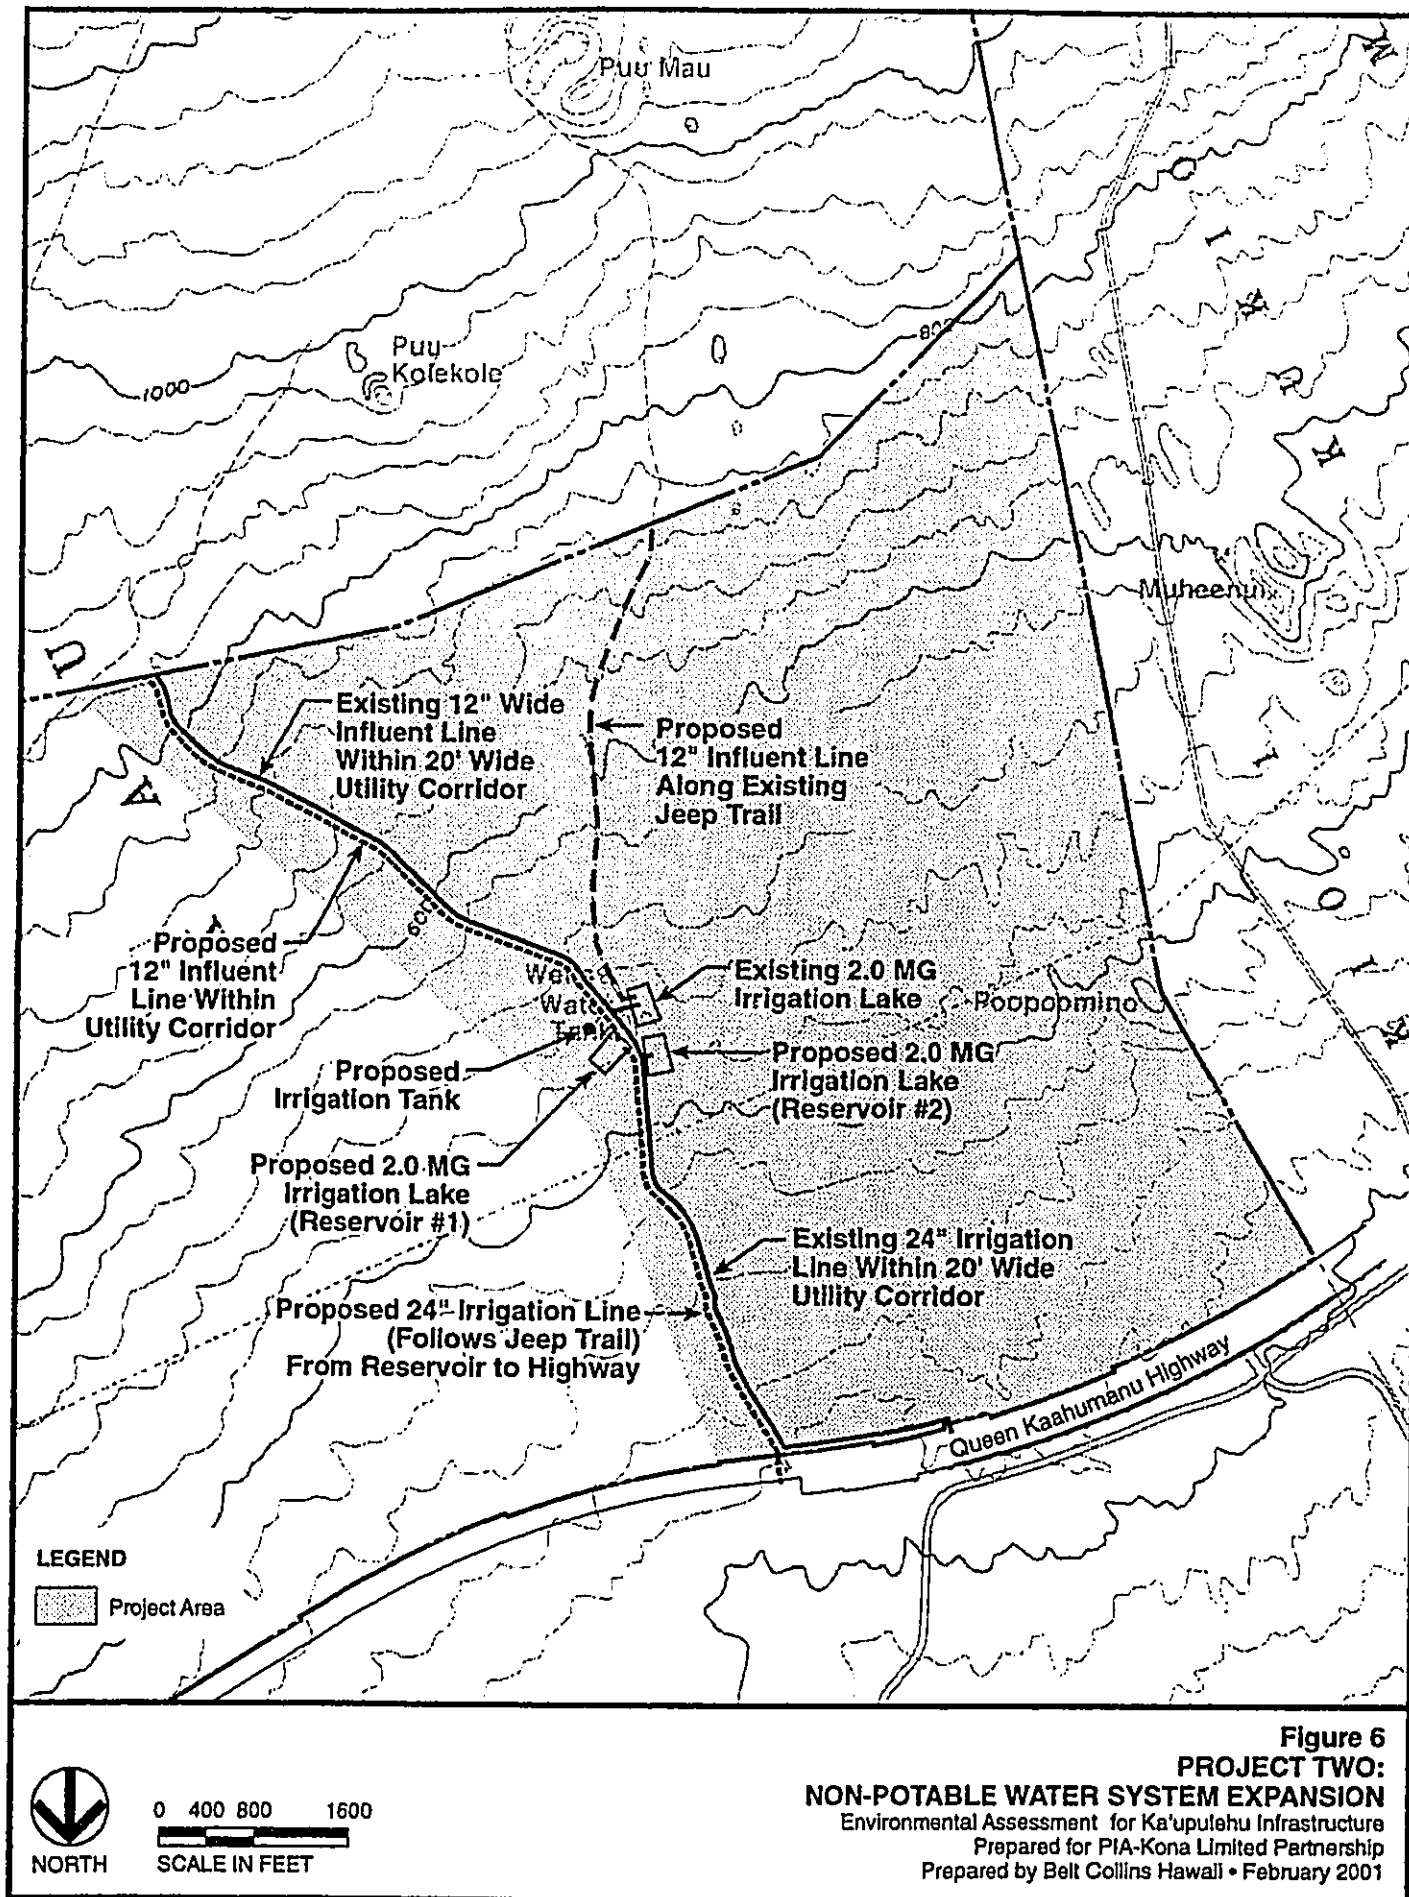 Puu Mau
800
Puu
Kolekole
1000
Muheenui
U
Existing 12" Wide
Influent Line
Within 20' Wide
Utility Corridor
Proposed
12" Influent Line
Along Existing
Jeep Trail
A
600
Proposed
12" Influent
Line Within
Utility Corridor
Water
Tank
Existing 2.0 MG
Irrigation Lake
Poopoomino
Proposed
Irrigation Tank
Proposed 2.0 MG
Irrigation Lake
(Reservoir #2)
Proposed 2.0 MG
Irrigation Lake
(Reservoir #1)
Existing 24" Irrigation
Line Within 20' Wide
Utility Corridor
Proposed 24" Irrigation Line
(Follows Jeep Trail)
From Reservoir to Highway
Queen Kaahumanu Highway
LEGEND
Project Area
NORTH
0 400 800 1600
SCALE IN FEET
Figure 6
PROJECT TWO:
NON-POTABLE WATER SYSTEM EXPANSION
Environmental Assessment for Ka'upulehu Infrastructure
Prepared for PIA-Kona Limited Partnership
Prepared by Belt Collins Hawaii • February 2001